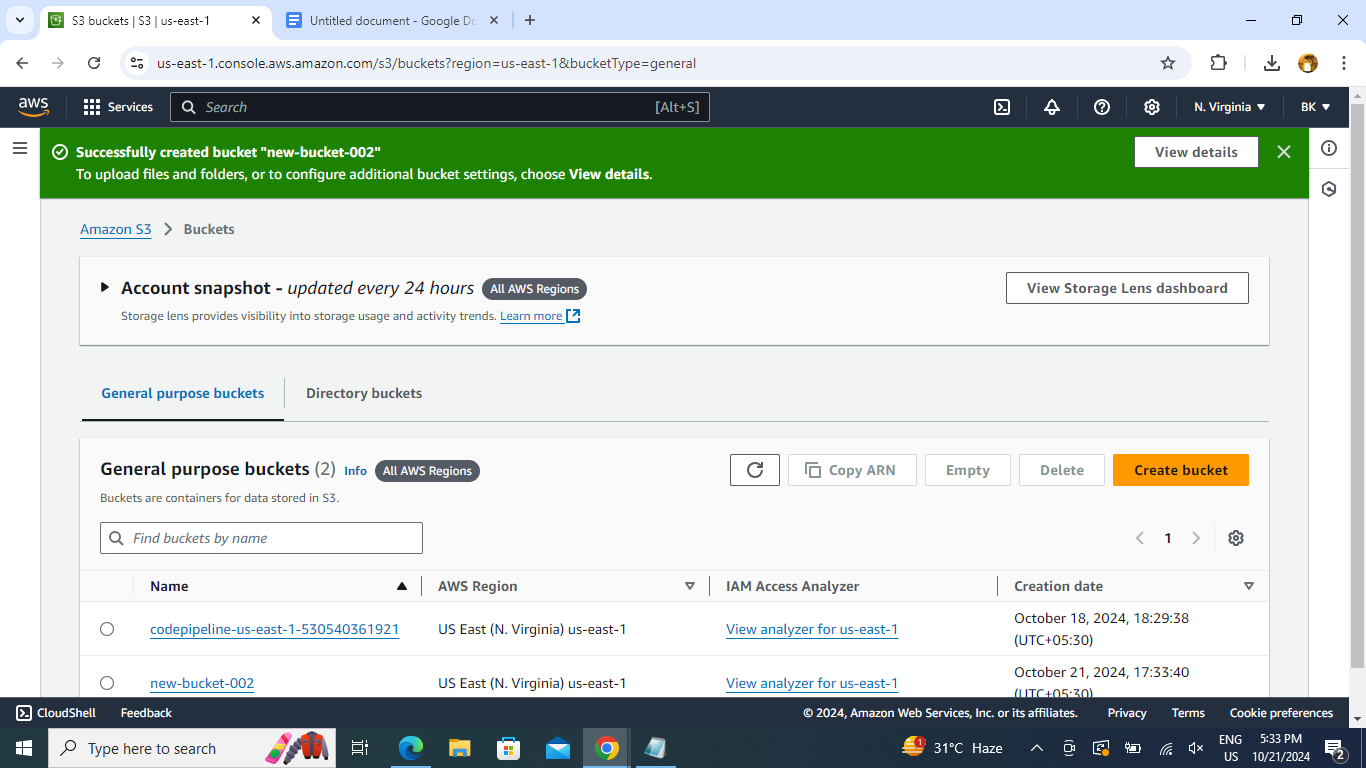 S3 buckets | S3 | us-east-1
Untitled document - Google Do
us-east-1.console.aws.amazon.com/s3/buckets?region=us-east-1&bucketType=general
aws Services Search [Alt+S] N. Virginia BK
Successfully created bucket "new-bucket-002"
To upload files and folders, or to configure additional bucket settings, choose View details.
View details
Amazon S3 Buckets
Account snapshot - updated every 24 hours All AWS Regions
Storage lens provides visibility into storage usage and activity trends. Learn more
View Storage Lens dashboard
General purpose buckets Directory buckets
General purpose buckets (2) Info All AWS Regions
Copy ARN Empty Delete Create bucket
Buckets are containers for data stored in S3.
Find buckets by name
1
Name AWS Region IAM Access Analyzer Creation date
codepipeline-us-east-1-530540361921 US East (N. Virginia) us-east-1 View analyzer for us-east-1 October 18, 2024, 18:29:38
(UTC+05:30)
new-bucket-002 US East (N. Virginia) us-east-1 View analyzer for us-east-1 October 21, 2024, 17:33:40
(UTC+05:30)
CloudShell Feedback © 2024, Amazon Web Services, Inc. or its affiliates. Privacy Terms Cookie preferences
Type here to search
1
31°C Haze
ENG
US
5:33 PM
10/21/2024
2